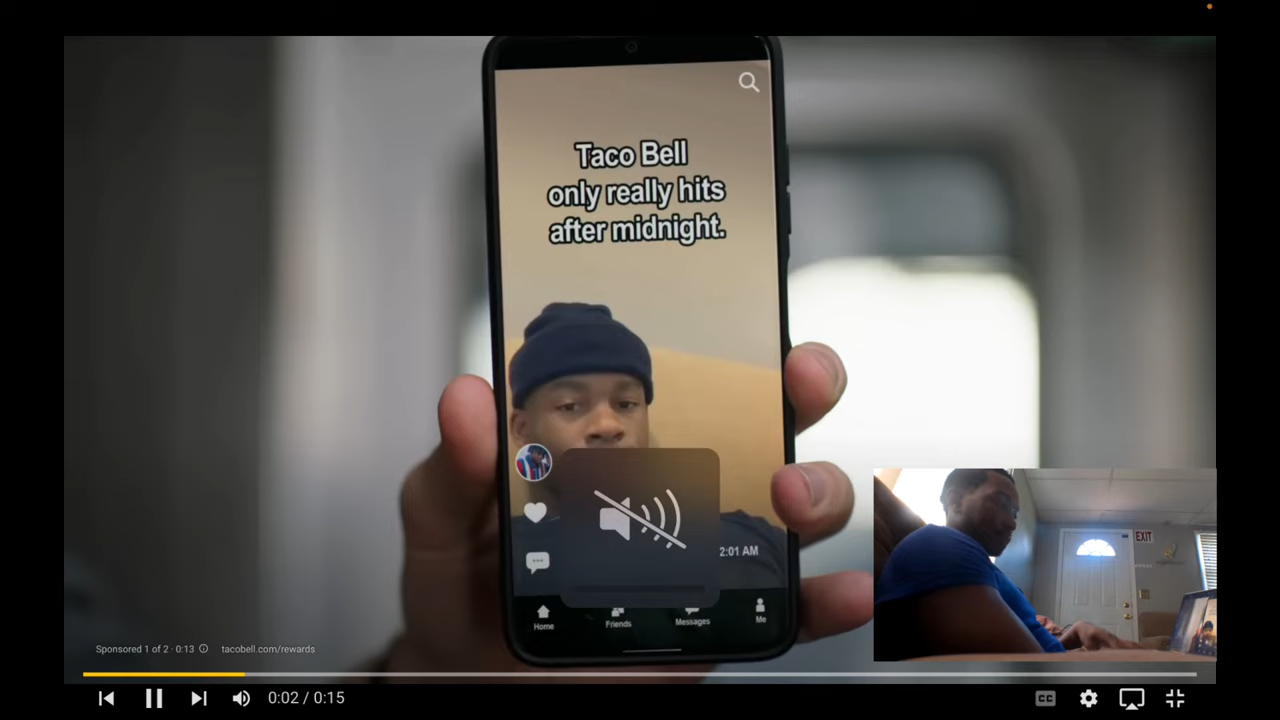 Taco Bell
only really hits
after midnight.
2:01 AM
Home
Friends
Messages
Me
EXIT
Sponsored 1 of 2 · 0:13
tacobell.com/rewards
0:02 / 0:15
CC